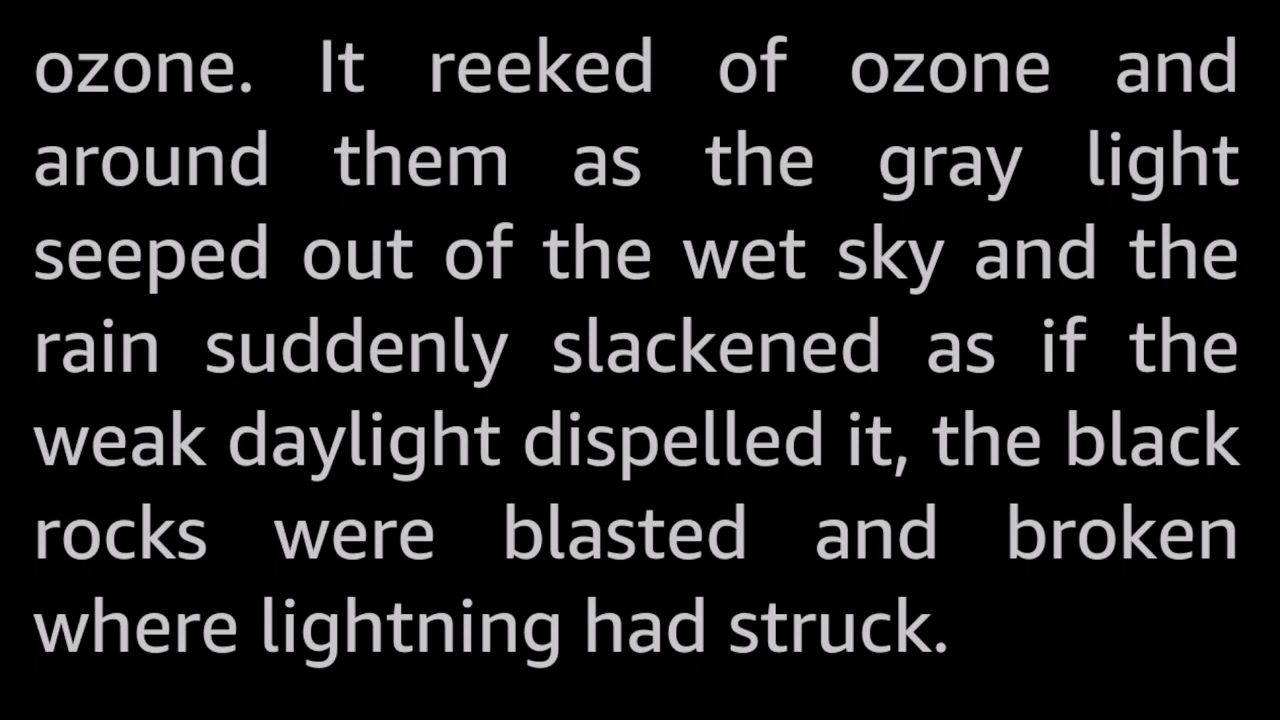 ozone. It reeked of ozone and
around them as the gray light
seeped out of the wet sky and the
rain suddenly slackened as if the
weak daylight dispelled it, the black
rocks were blasted and broken
where lightning had struck.